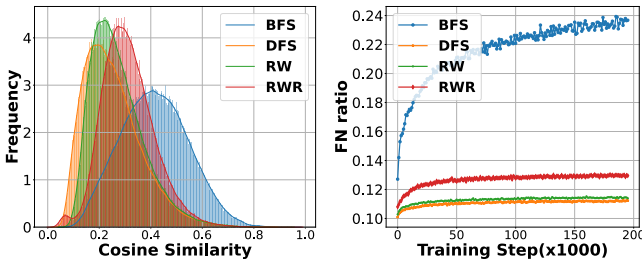 BFS
DFS
RW
RWR
Frequency
4
3
2
1
0
0.0 0.2 0.4 0.6 0.8 1.0
Cosine Similarity
BFS
DFS
RW
RWR
FN ratio
0.24
0.22
0.20
0.18
0.16
0.14
0.12
0.10
0 50 100 150 200
Training Step(x1000)